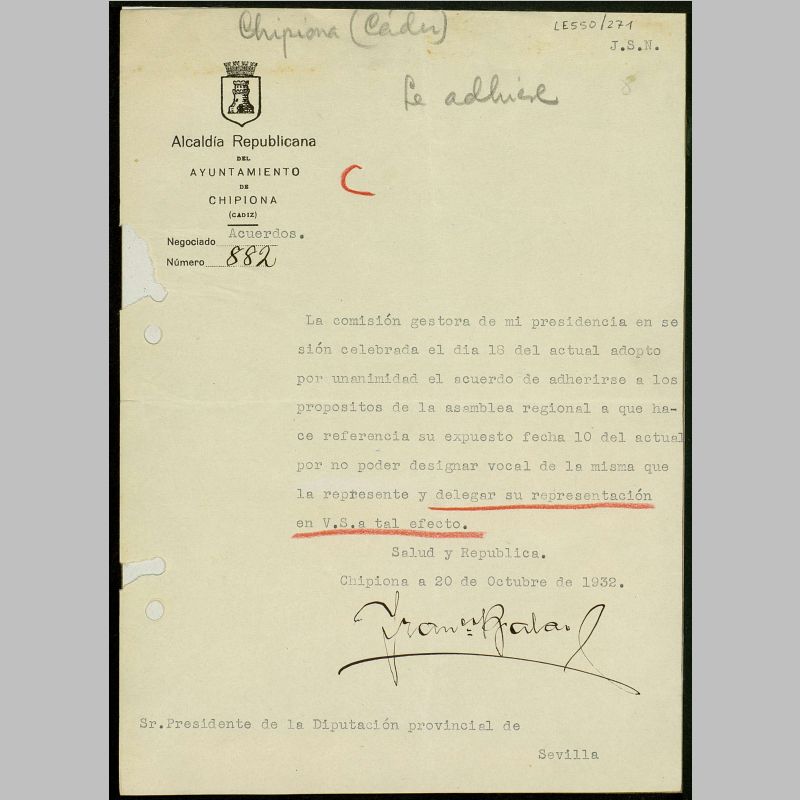 Chipiona (Cádiz)
LE550/271
J.S.N.
Se adhiere
8
Alcaldía Republicana
DEL
AYUNTAMIENTO
DE
CHIPIONA
(CADIZ)
C
Negociado Acuerdos.
Número 882
La comisión gestora de mi presidencia en se
sión celebrada el dia 18 del actual adopto
por unanimidad el acuerdo de adherirse a los
propositos de la asamblea regional a que ha-
ce referencia su expuesto fecha 10 del actual
por no poder designar vocal de la misma que
la represente y delegar su representación
en V.S.a tal efecto.
Salud y Republica.
Chipiona a 20 de Octubre de 1932.
Sr.Presidente de la Diputación provincial de
Sevilla